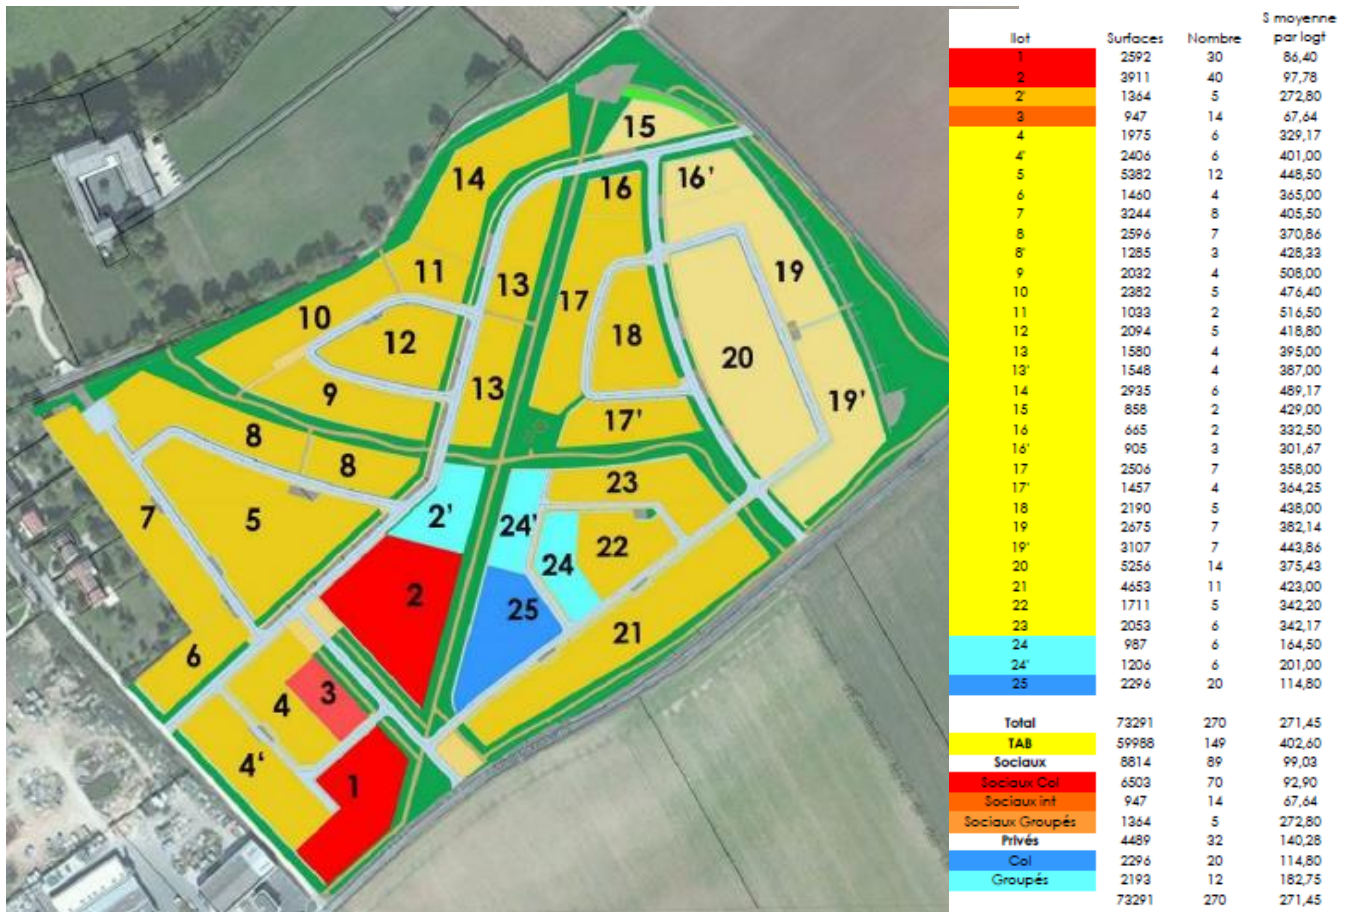 15
14
16
16'
11
13
19
10
17
12
18
20
9
13
19'
17'
8
8
23
7
5
2'
24'
22
24
2
25
21
6
3
4
4'
1
S moyenne
Ilot Surfaces Nombre par logt
1 2592 30 86,40
2 3911 40 97,78
2' 1364 5 272,80
3 947 14 67,64
4 1975 6 329,17
4' 2406 6 401,00
5 5382 12 448,50
6 1460 4 365,00
7 3244 8 405,50
8 2596 7 370,86
8' 1285 3 428,33
9 2032 4 508,00
10 2382 5 476,40
11 1033 2 516,50
12 2094 5 418,80
13 1580 4 395,00
13' 1548 4 387,00
14 2935 6 489,17
15 858 2 429,00
16 665 2 332,50
16' 905 3 301,67
17 2506 7 358,00
17' 1457 4 364,25
18 2190 5 438,00
19 2675 7 382,14
19' 3107 7 443,86
20 5256 14 375,43
21 4653 11 423,00
22 1711 5 342,20
23 2053 6 342,17
24 987 6 164,50
24' 1206 6 201,00
25 2296 20 114,80
Total 73291 270 271,45
TAB 59988 149 402,60
Sociaux 8814 89 99,03
Sociaux Col 6503 70 92,90
Sociaux int 947 14 67,64
Sociaux Groupés 1364 5 272,80
Privés 4489 32 140,28
Col 2296 20 114,80
Groupés 2193 12 182,75
73291 270 271,45